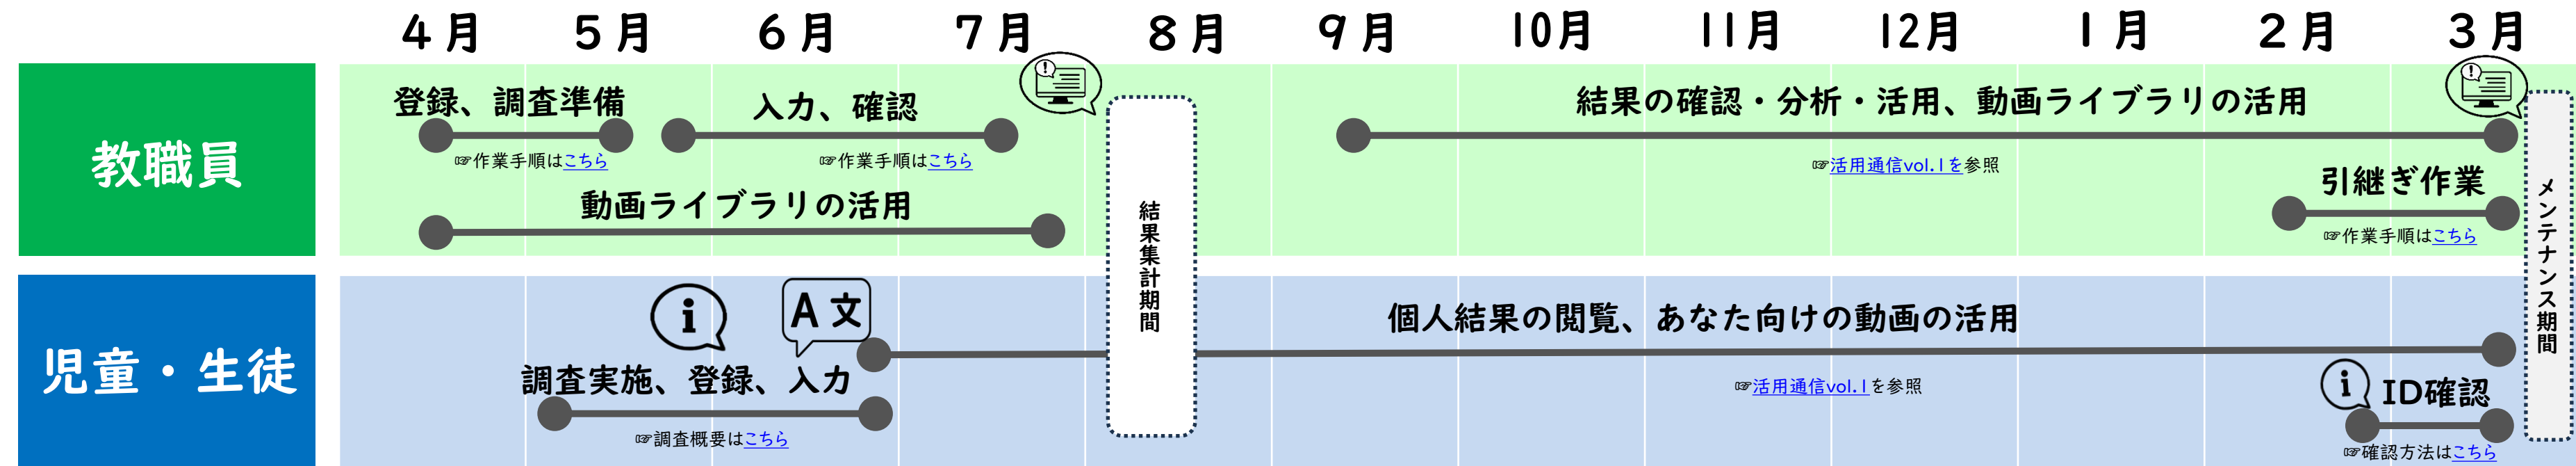 4月 5月 6月 7月 8月 9月 10月 11月 12月 1月 2月 3月
教職員
登録、調査準備
☞作業手順はこちら
入力、確認
☞作業手順はこちら
動画ライブラリの活用
結果の確認・分析・活用、動画ライブラリの活用
☞活用通信vol.1を参照
引継ぎ作業
☞作業手順はこちら
結果集計期間
メンテナンス期間
児童・生徒
i
A文
調査実施、登録、入力
☞調査概要はこちら
個人結果の閲覧、あなた向けの動画の活用
☞活用通信vol.1を参照
i
ID確認
☞確認方法はこちら